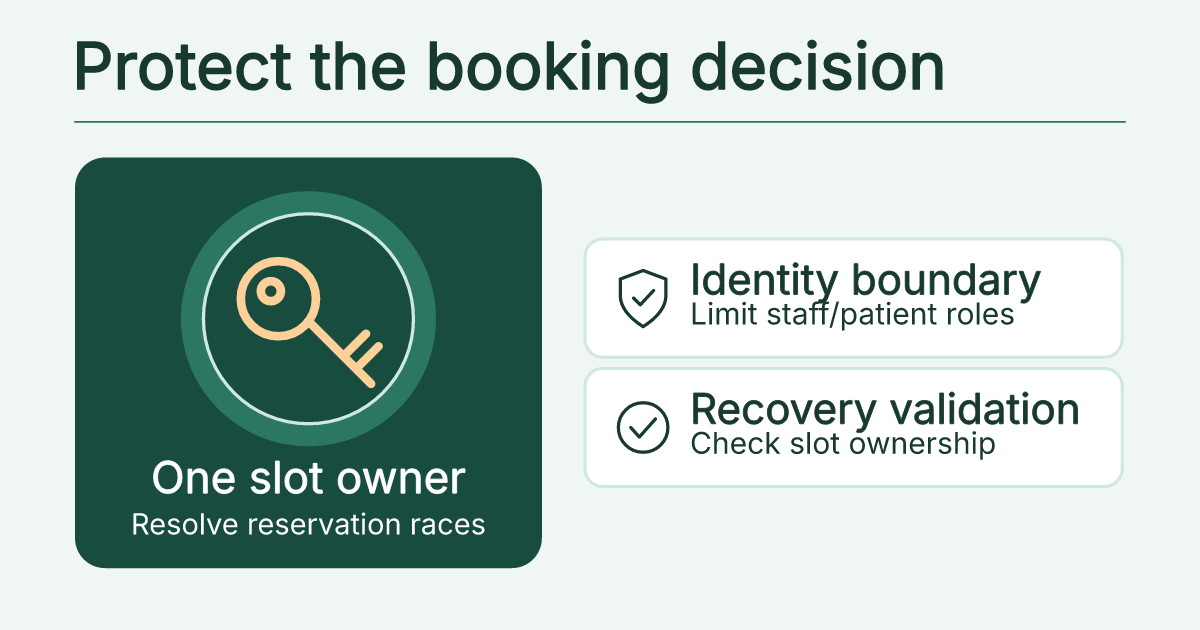 Protect the booking decision
One slot owner
Resolve reservation races
Identity boundary
Limit staff/patient roles
Recovery validation
Check slot ownership